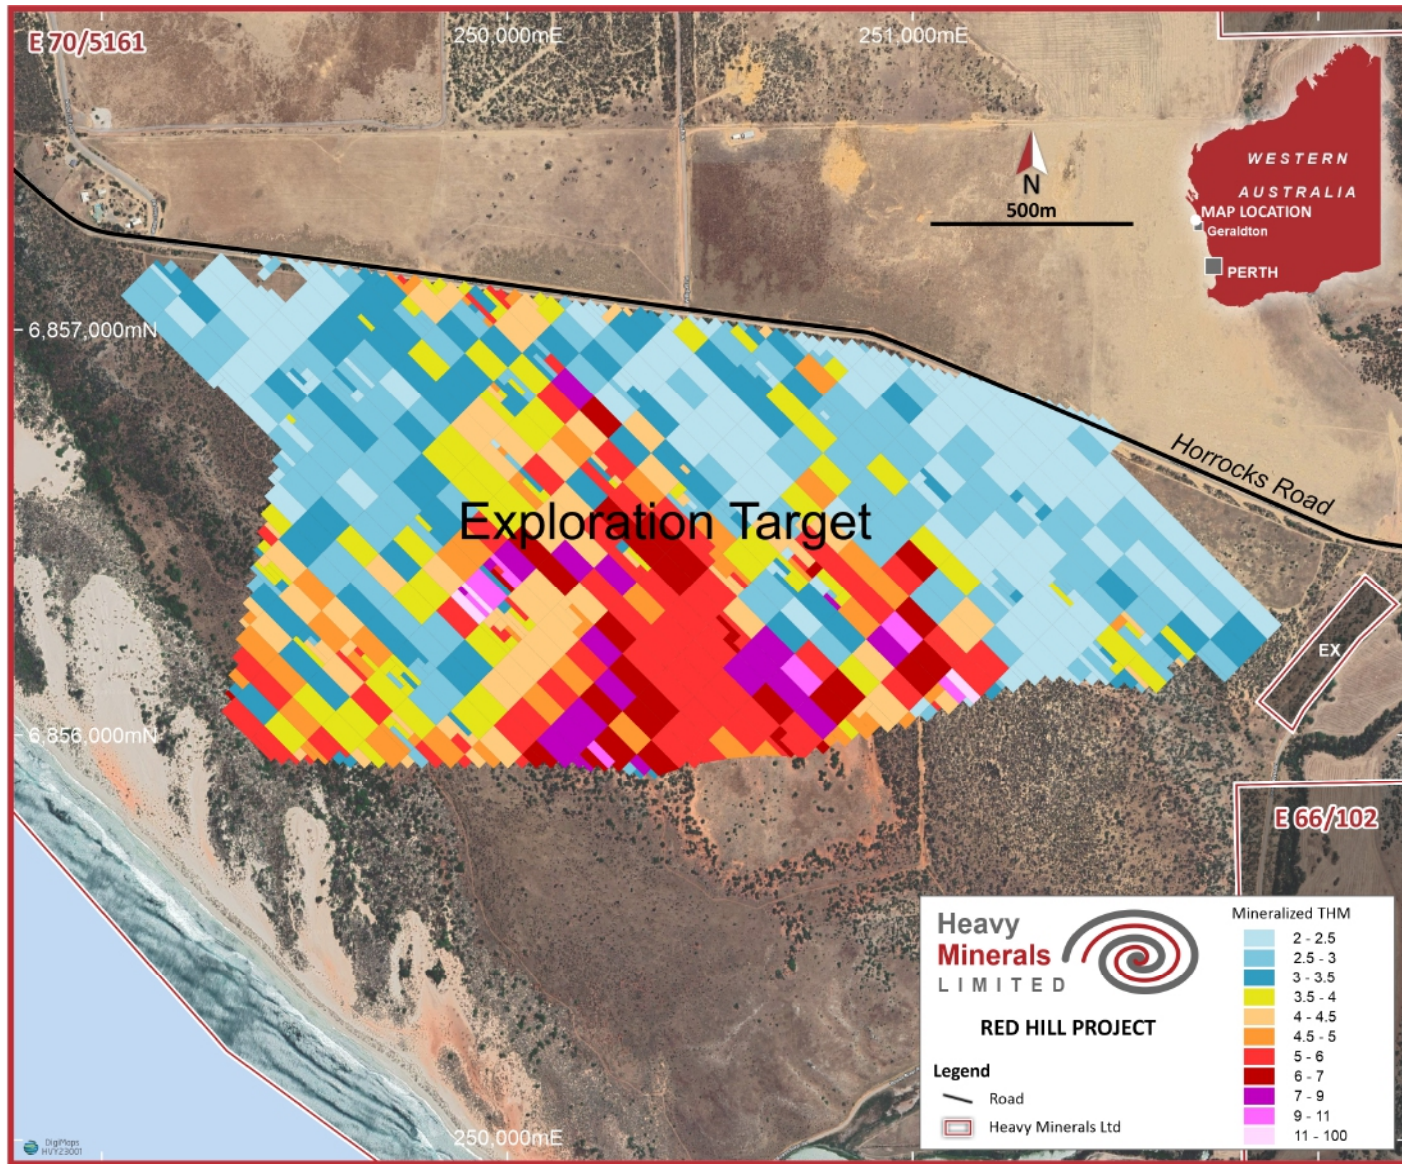 E 70/5161
250,000mE
251,000mE
WESTERN
AUSTRALIA
MAP LOCATION
Geraldton
PERTH
N
500m
6,857,000mN
Horrocks Road
Exploration Target
EX
6,856,000mN
E 66/102
Heavy
Minerals
LIMITED
RED HILL PROJECT
Legend
Road
Heavy Minerals Ltd
Mineralized THM
2 - 2.5
2.5 - 3
3 - 3.5
3.5 - 4
4 - 4.5
4.5 - 5
5 - 6
6 - 7
7 - 9
9 - 11
11 - 100
250,000mE
DigiMaps
HVY23001